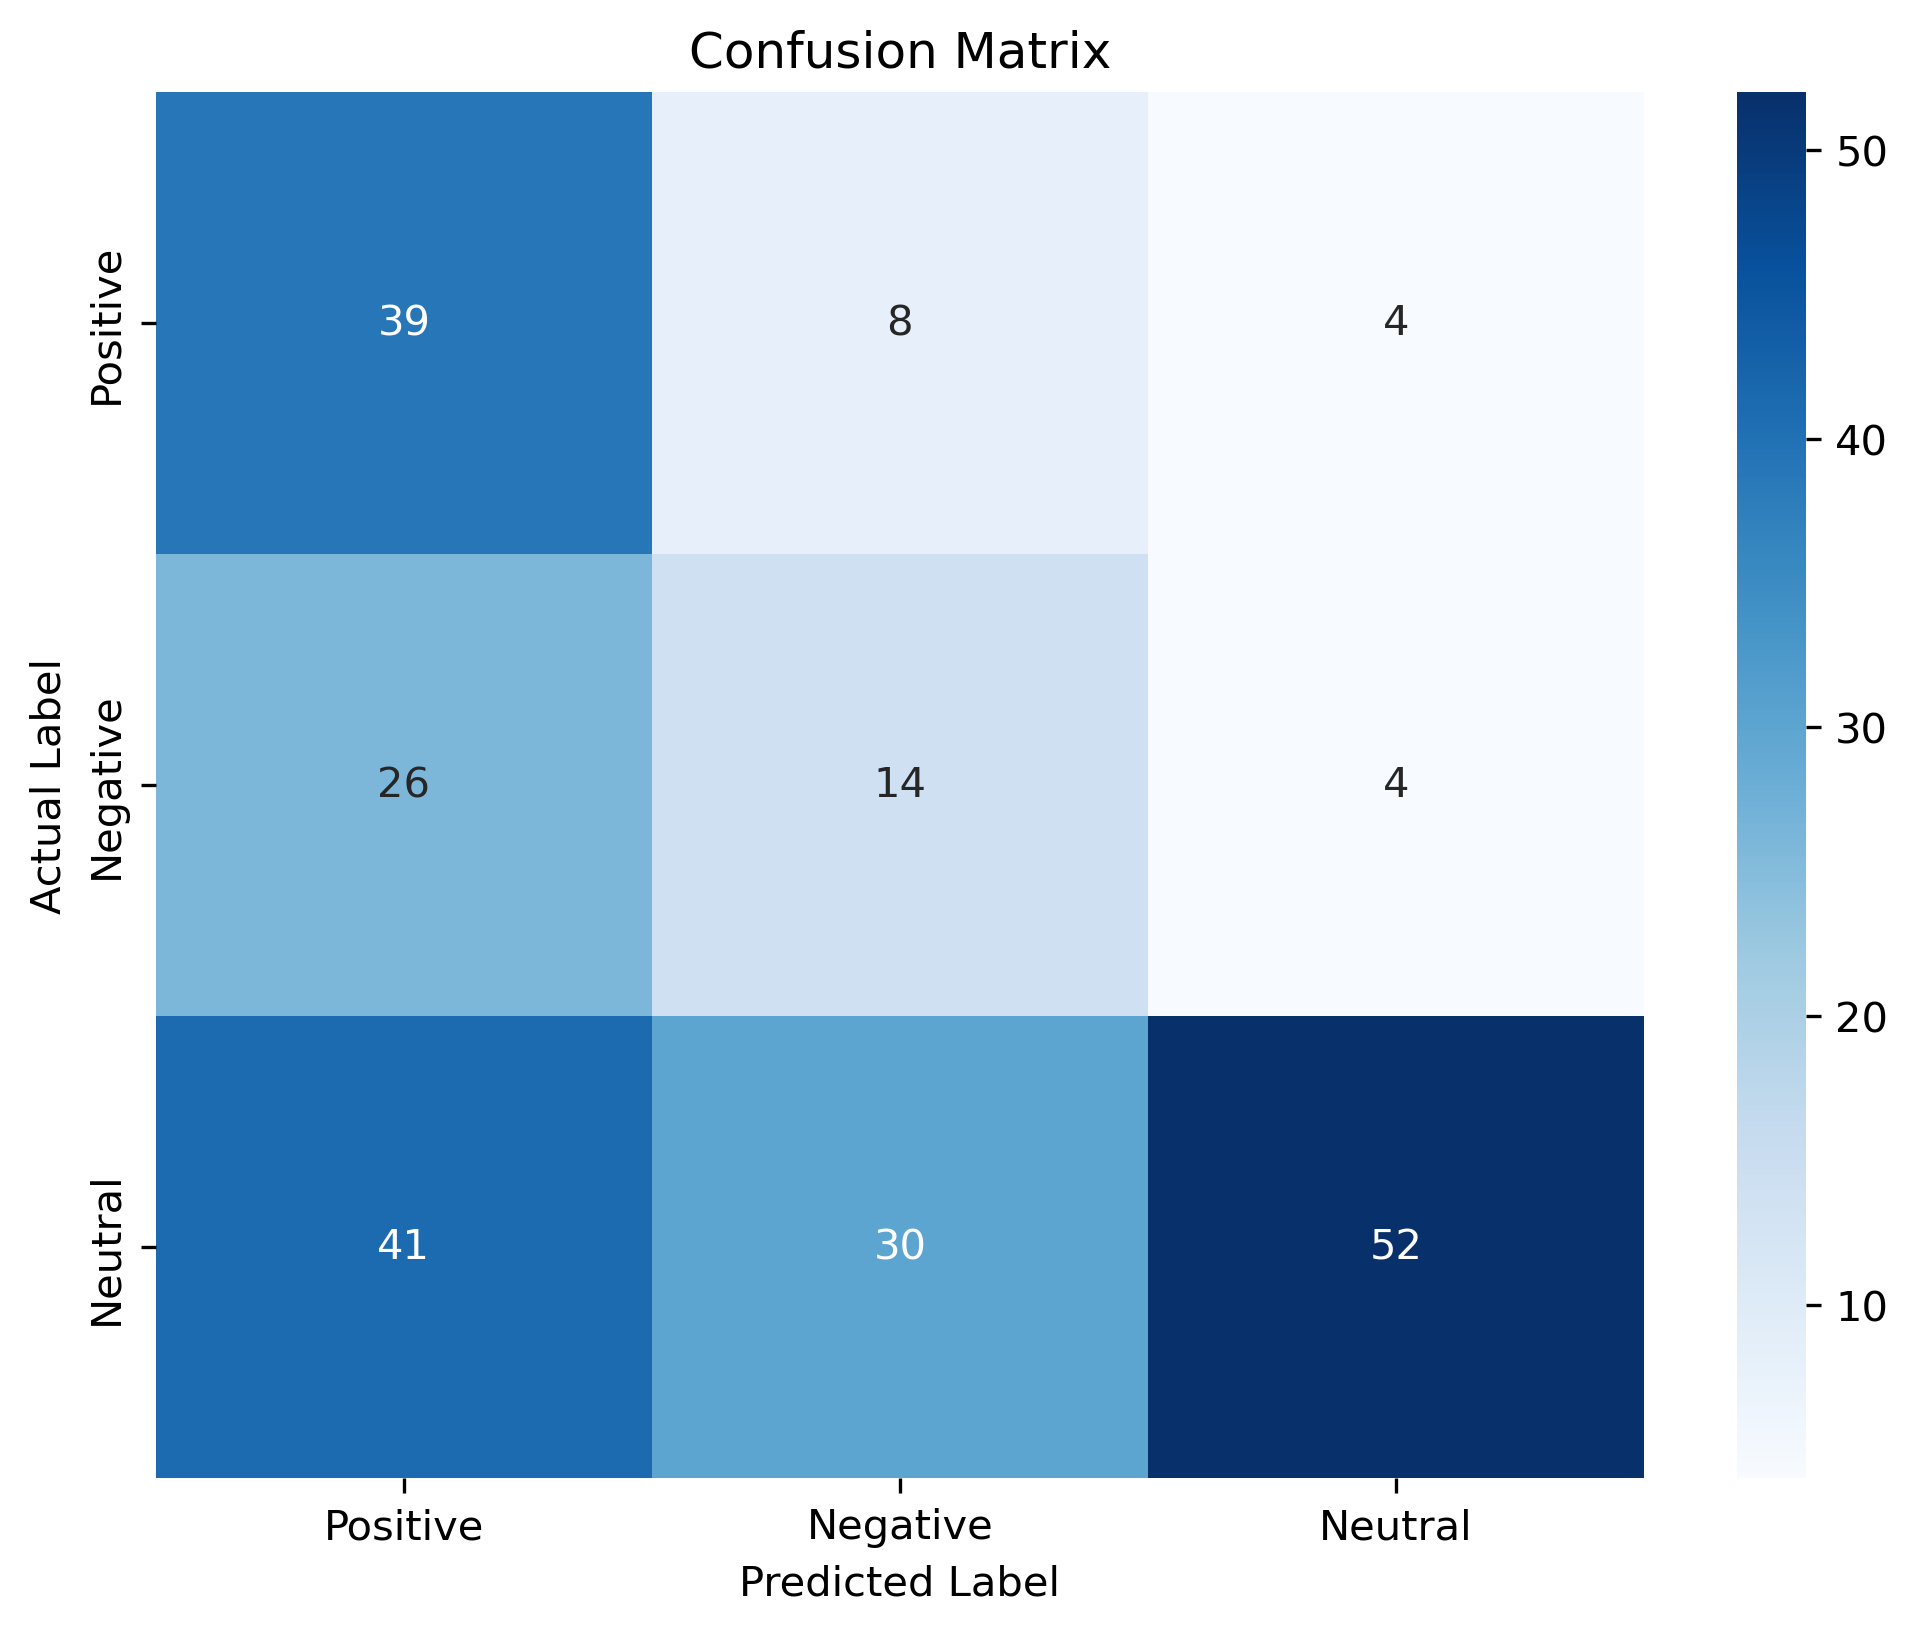 Confusion Matrix
Actual Label
Positive
39 8 4
Negative
26 14 4
Neutral
41 30 52
Positive Negative Neutral
Predicted Label
50
40
30
20
10